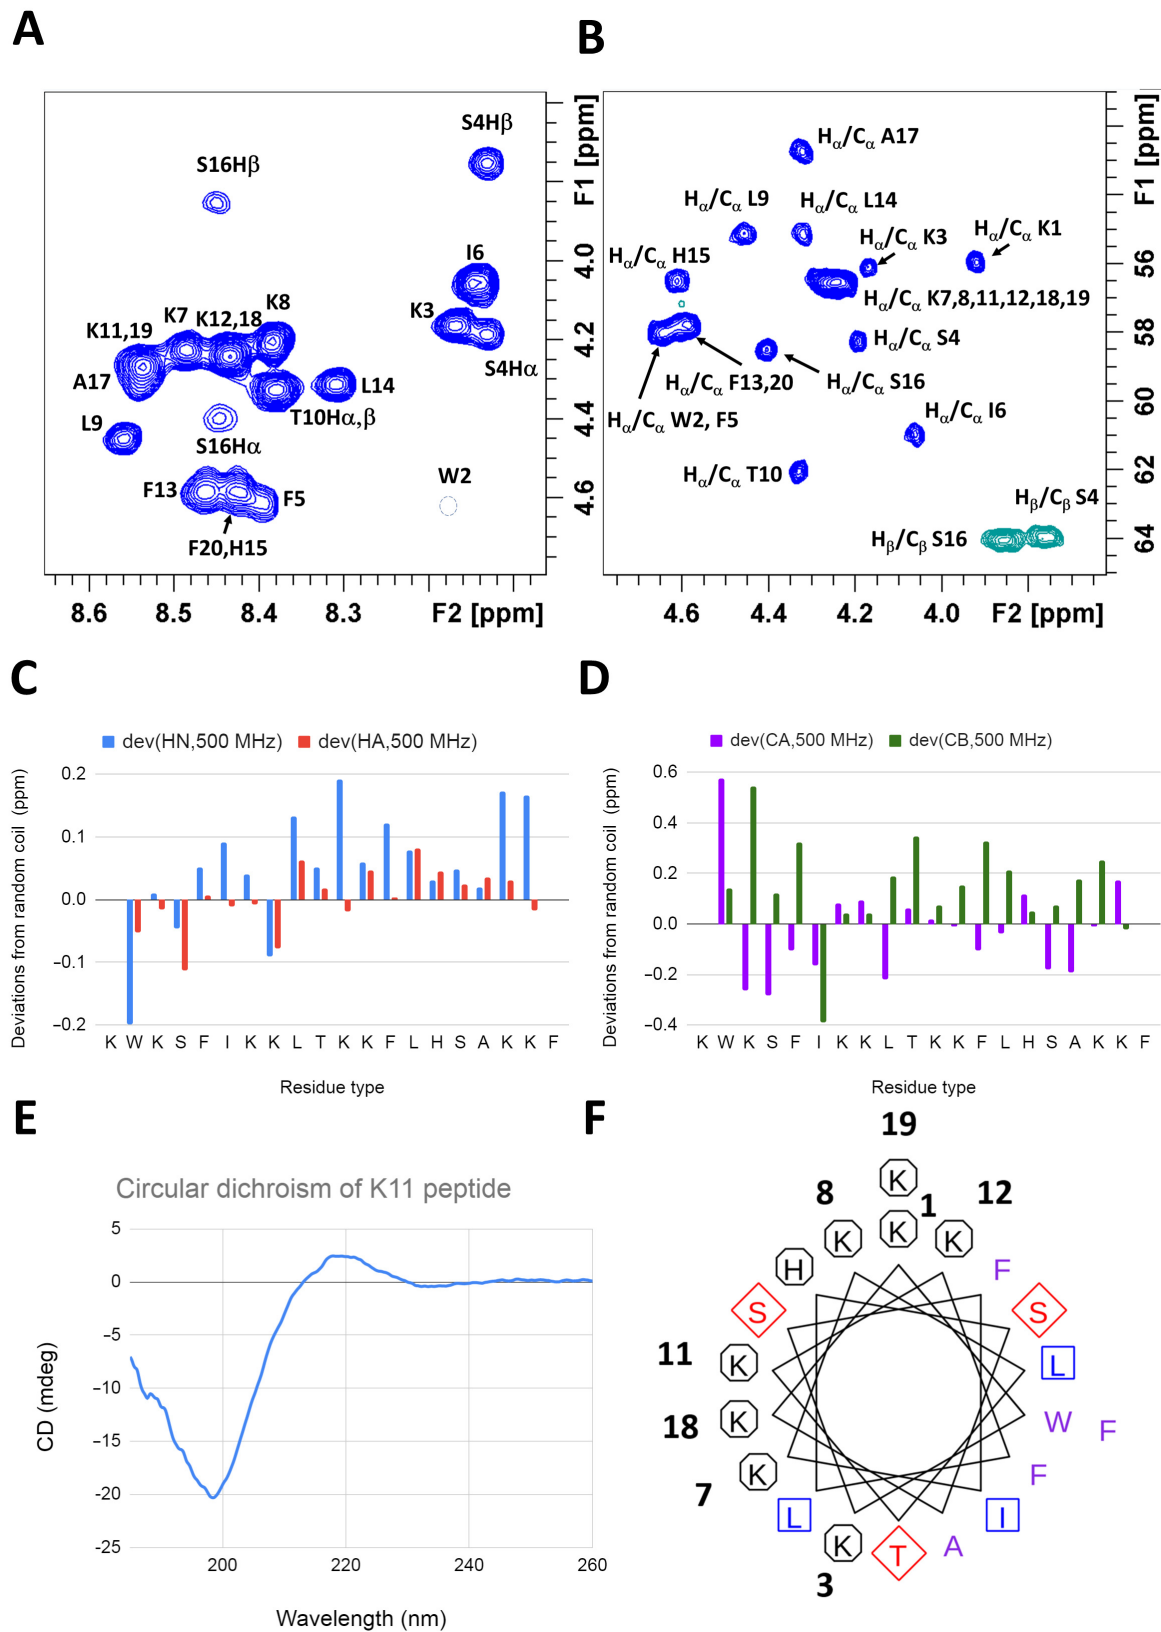 A
B
S4Hβ
S16Hβ
I6
K3
S4Hα
K8
K7
K12,18
K11,19
A17
L14
T10Hα,β
L9
S16Hα
W2
F13
F5
F20,H15
F1 [ppm]
4.0
4.2
4.4
4.6
8.6
8.5
8.4
8.3
F2 [ppm]
Hα/Cα A17
Hα/Cα L9
Hα/Cα L14
Hα/Cα K3
Hα/Cα K1
Hα/Cα H15
Hα/Cα K7,8,11,12,18,19
Hα/Cα S4
Hα/Cα F13,20
Hα/Cα S16
Hα/Cα W2, F5
Hα/Cα I6
Hα/Cα T10
Hβ/Cβ S4
Hβ/Cβ S16
F1 [ppm]
56
58
60
62
64
4.6
4.4
4.2
4.0
F2 [ppm]
C
D
dev(HN,500 MHz)
dev(HA,500 MHz)
Deviations from random coil (ppm)
0.2
0.1
0.0
−0.1
−0.2
K W K S F I K K L T K K F L H S A K K F
Residue type
dev(CA,500 MHz)
dev(CB,500 MHz)
Deviations from random coil (ppm)
0.6
0.4
0.2
0.0
−0.2
−0.4
K W K S F I K K L T K K F L H S A K K F
Residue type
E
F
Circular dichroism of K11 peptide
CD (mdeg)
5
0
−5
−10
−15
−20
−25
200
220
240
260
Wavelength (nm)
19
K
8
1
12
K
K
K
H
F
S
S
11
K
L
18
K
W
F
7
K
F
L
I
K
T
A
3